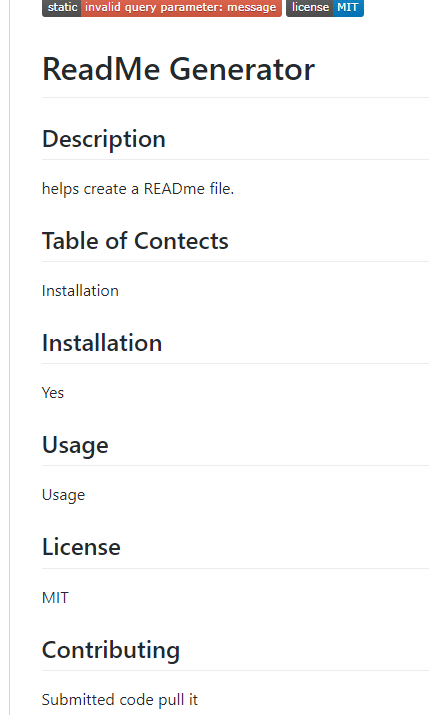 static invalid query parameter: message license MIT
ReadMe Generator
Description
helps create a READme file.
Table of Contects
Installation
Installation
Yes
Usage
Usage
License
MIT
Contributing
Submitted code pull it